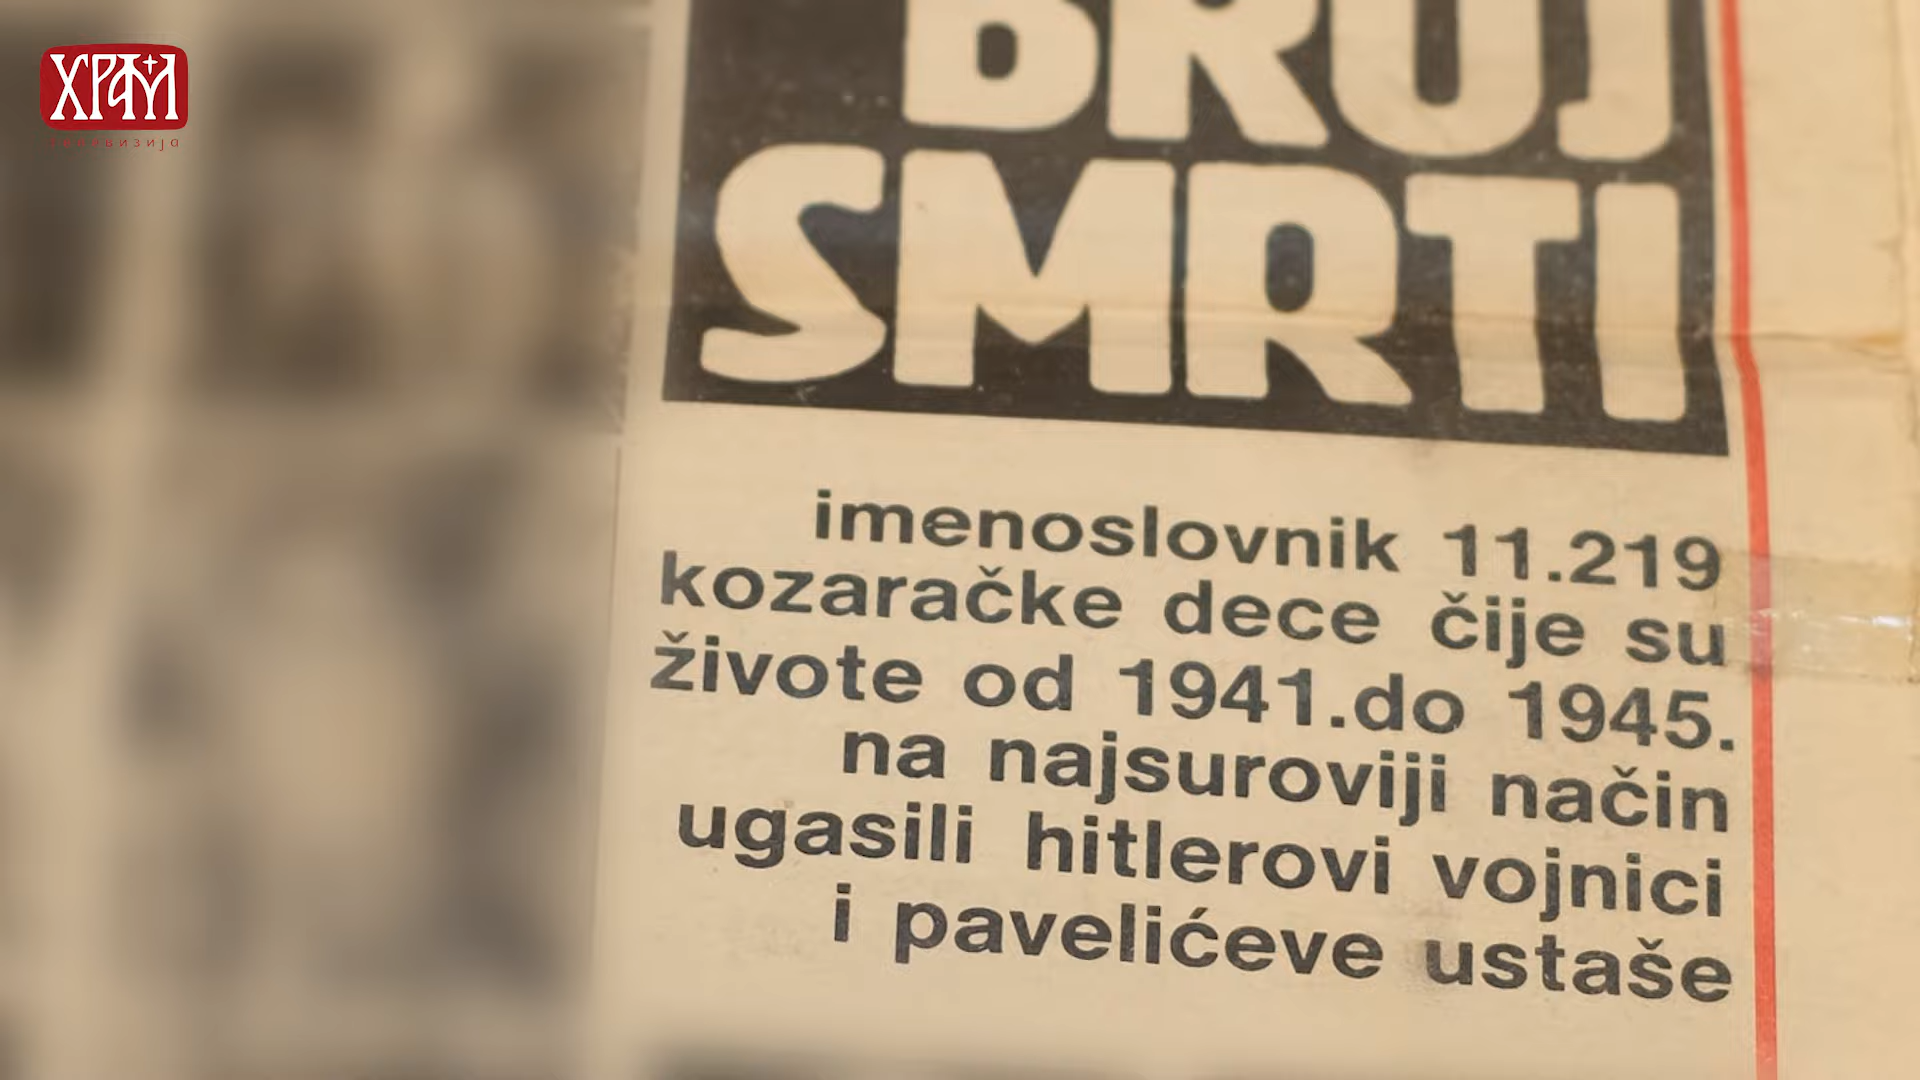 ХРАМ
телевизија
BROJ
SMRTI
imenoslovnik 11.219
kozaračke dece čije su
živote od 1941.do 1945.
na najsuroviji način
ugasili hitlerovi vojnici
i pavelićeve ustaše